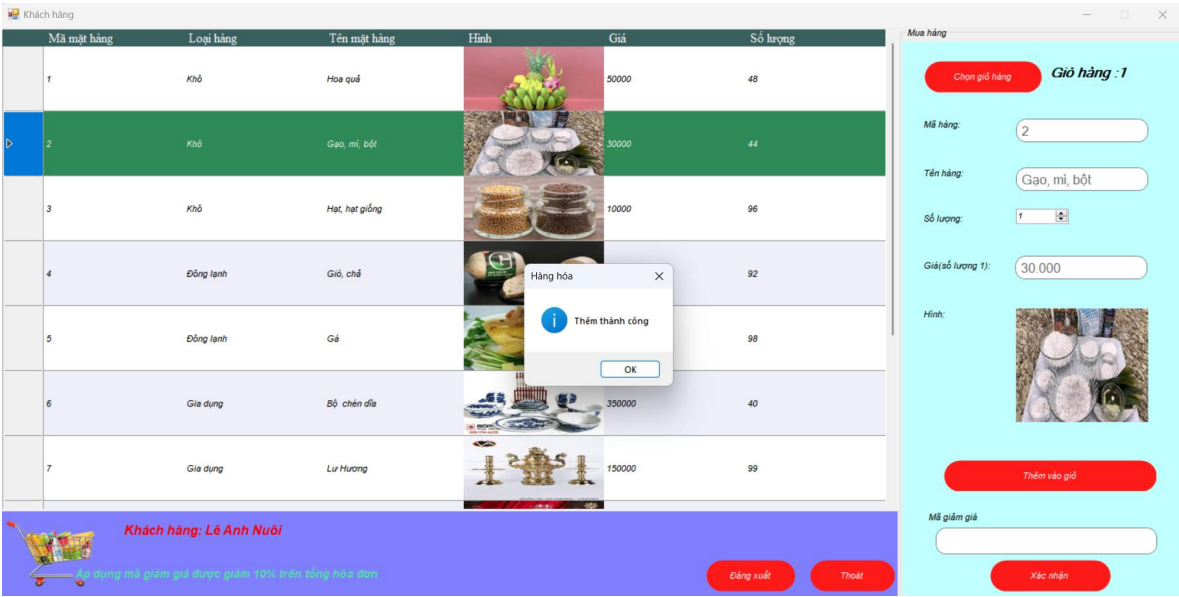 Khách hàng
Mã mặt hàng Loại hàng Tên mặt hàng Hình Giá Số lượng
1 Khô Hoa quả 50000 48
2 Khô Gạo, mì, bột 30000 44
3 Khô Hạt, hạt giống 10000 96
4 Đông lạnh Giò, chả 92
5 Đông lạnh Gà 98
6 Gia dụng Bộ chén dĩa 350000 40
7 Gia dụng Lư Hương 150000 99
Hàng hóa
Thêm thành công
OK
Mua hàng
Chọn giỏ hàng
Giỏ hàng :1
Mã hàng:
2
Tên hàng:
Gạo, mì, bột
Số lượng:
1
Giá(số lượng 1):
30.000
Hình:
Thêm vào giỏ
Mã giảm giá
Xác nhận
Khách hàng: Lê Anh Nuôi
Áp dụng mã giảm giá được giảm 10% trên tổng hóa đơn
Đăng xuất
Thoát